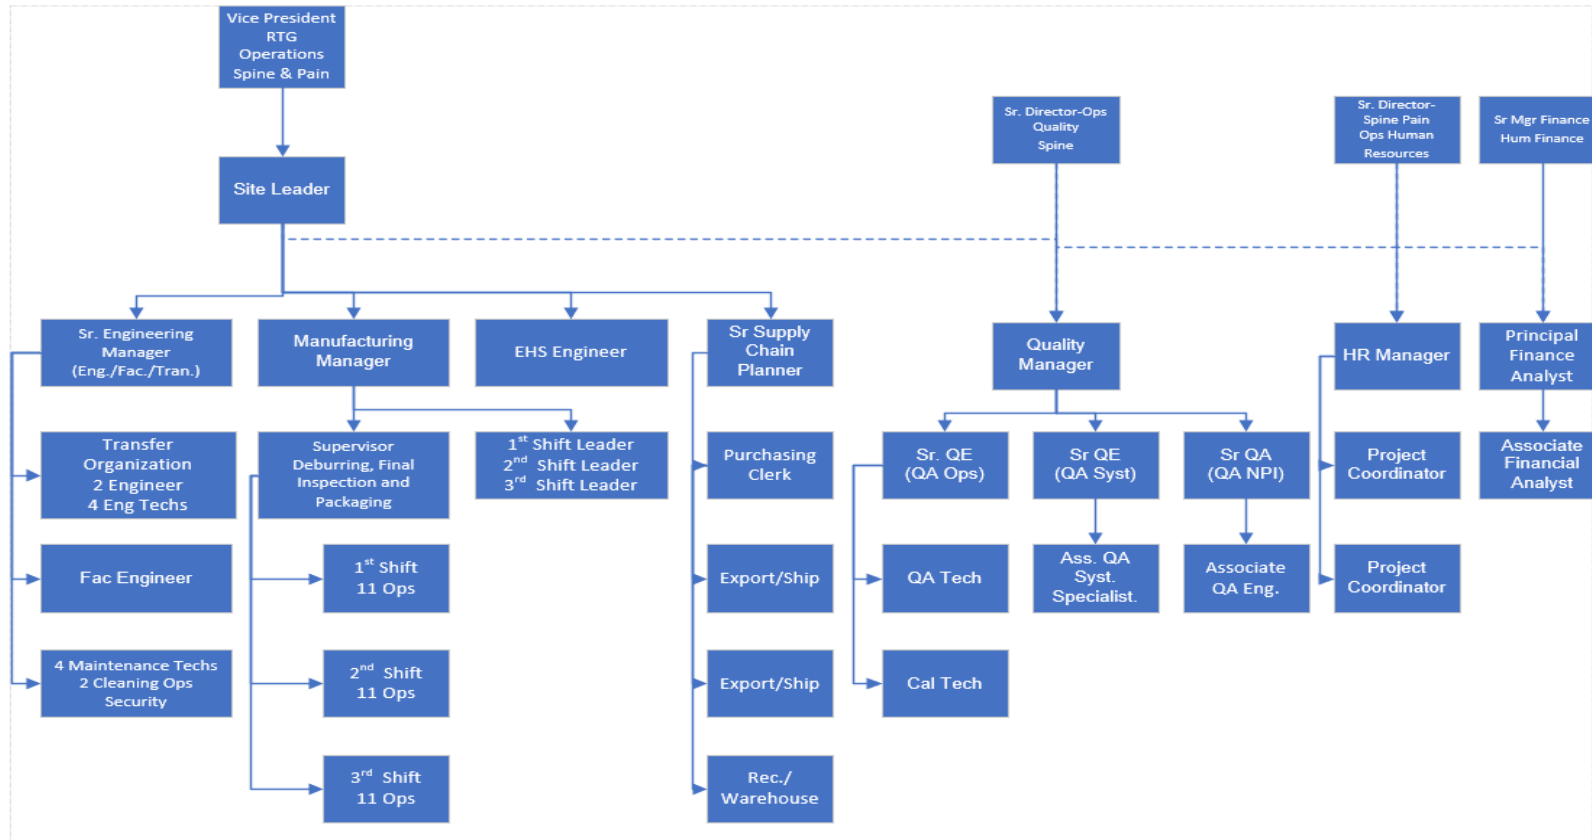 Vice President
RTG
Operations
Spine & Pain
Sr. Director-Ops
Quality
Spine
Sr. Director-
Spine Pain
Ops Human
Resources
Sr Mgr Finance
Hum Finance
Site Leader
Sr. Engineering
Manager
(Eng./Fac./Tran.)
Manufacturing
Manager
EHS Engineer
Sr Supply
Chain
Planner
Quality
Manager
HR Manager
Principal
Finance
Analyst
Transfer
Organization
2 Engineer
4 Eng Techs
Supervisor
Deburring, Final
Inspection and
Packaging
1st Shift Leader
2nd Shift Leader
3rd Shift Leader
Purchasing
Clerk
Sr. QE
(QA Ops)
Sr QE
(QA Syst)
Sr QA
(QA NPI)
Project
Coordinator
Associate
Financial
Analyst
Fac Engineer
1st Shift
11 Ops
Export/Ship
QA Tech
Ass. QA
Syst.
Specialist.
Associate
QA Eng.
Project
Coordinator
4 Maintenance Techs
2 Cleaning Ops
Security
2nd Shift
11 Ops
Export/Ship
Cal Tech
3rd Shift
11 Ops
Rec./
Warehouse